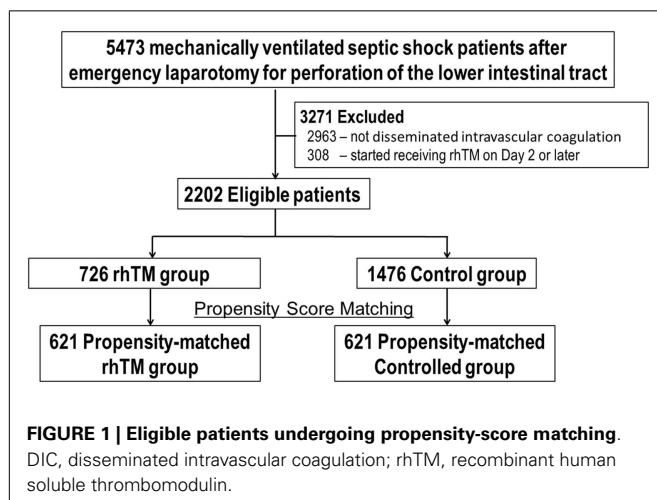 5473 mechanically ventilated septic shock patients after
emergency laparotomy for perforation of the lower intestinal tract
3271 Excluded
2963 – not disseminated intravascular coagulation
308 – started receiving rhTM on Day 2 or later
2202 Eligible
patients
726 rhTM group
1476 Control group
Propensity Score Matching
621 Propensity-matched
rhTM group
621 Propensity-matched
Controlled group
FIGURE 1 | Eligible patients undergoing propensity-score matching.
DIC, disseminated intravascular coagulation; rhTM, recombinant human
soluble thrombomodulin.